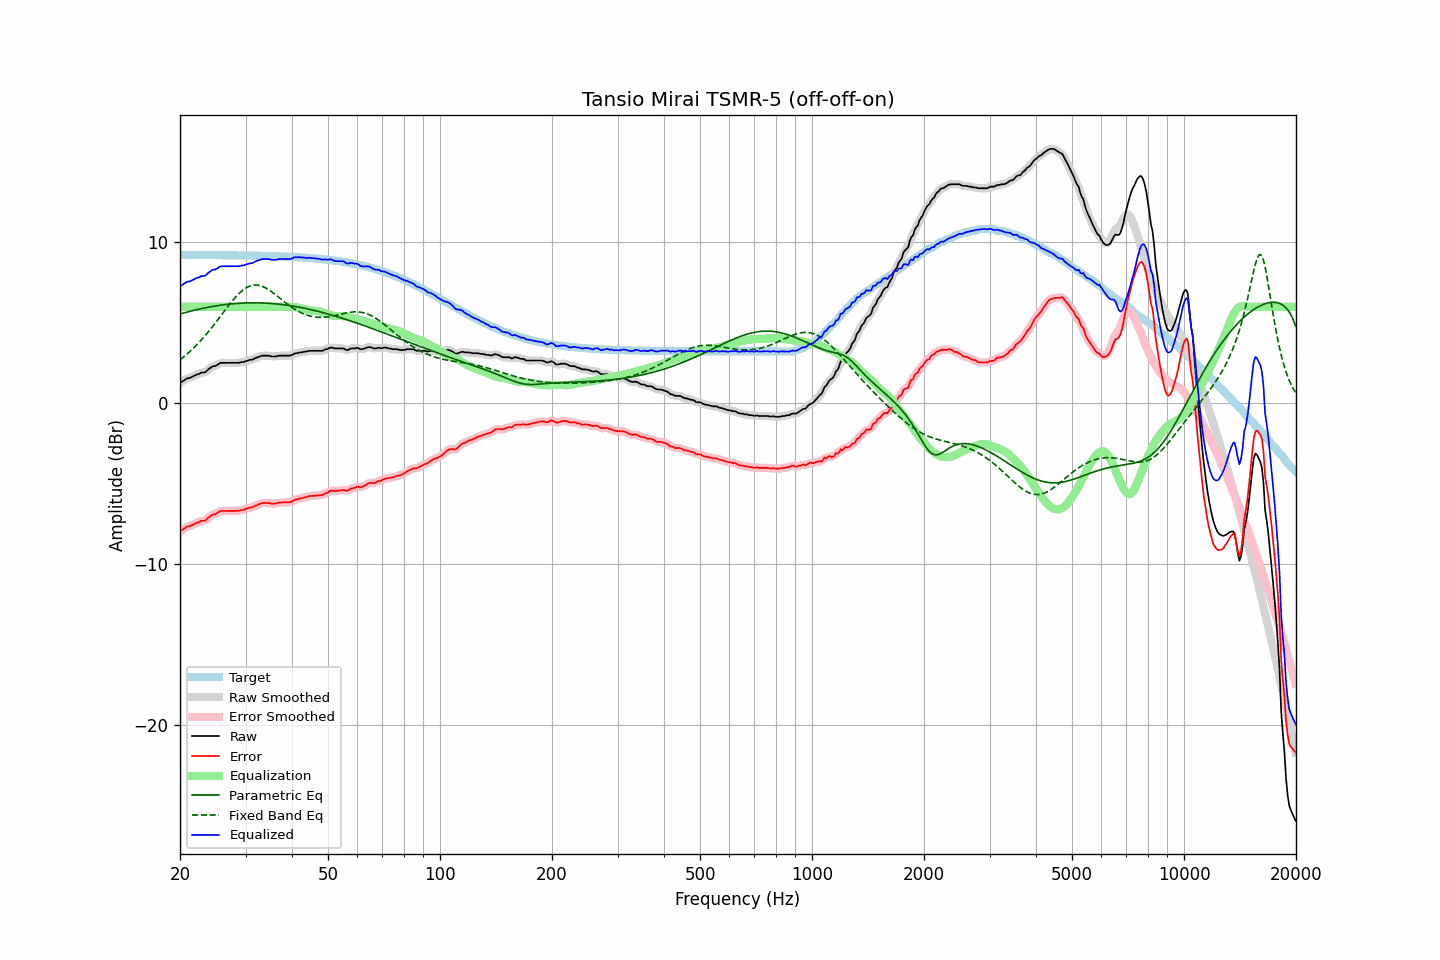 Tansio Mirai TSMR-5 (off-off-on)
Amplitude (dBr)
10
0
−10
−20
Target
Raw Smoothed
Error Smoothed
Raw
Error
Equalization
Parametric Eq
Fixed Band Eq
Equalized
20 50 100 200 500 1000 2000 5000 10000 20000
Frequency (Hz)